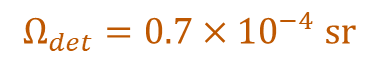 Ω_det = 0.7 × 10⁻⁴ sr